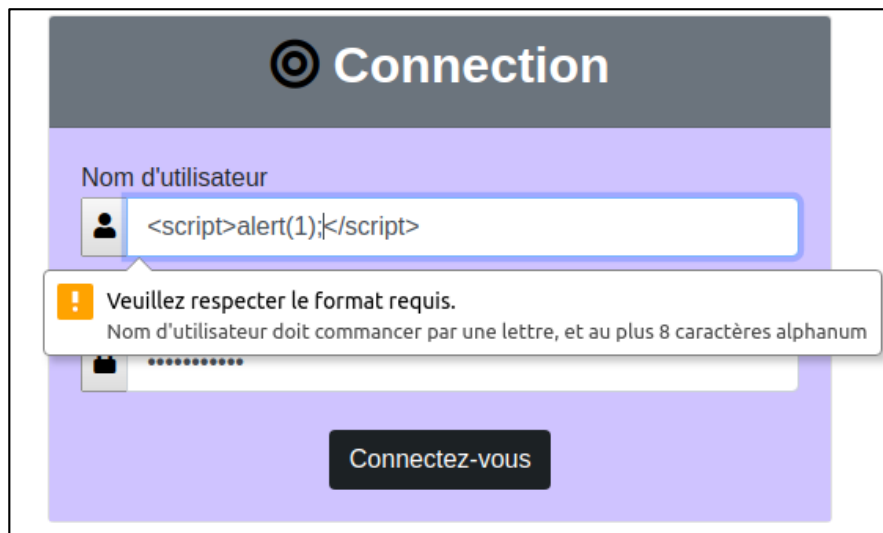 Connection
Nom d'utilisateur
<script>alert(1);</script>
Veuillez respecter le format requis.
Nom d'utilisateur doit commancer par une lettre, et au plus 8 caractères alphanum
•••••••••••
Connectez-vous